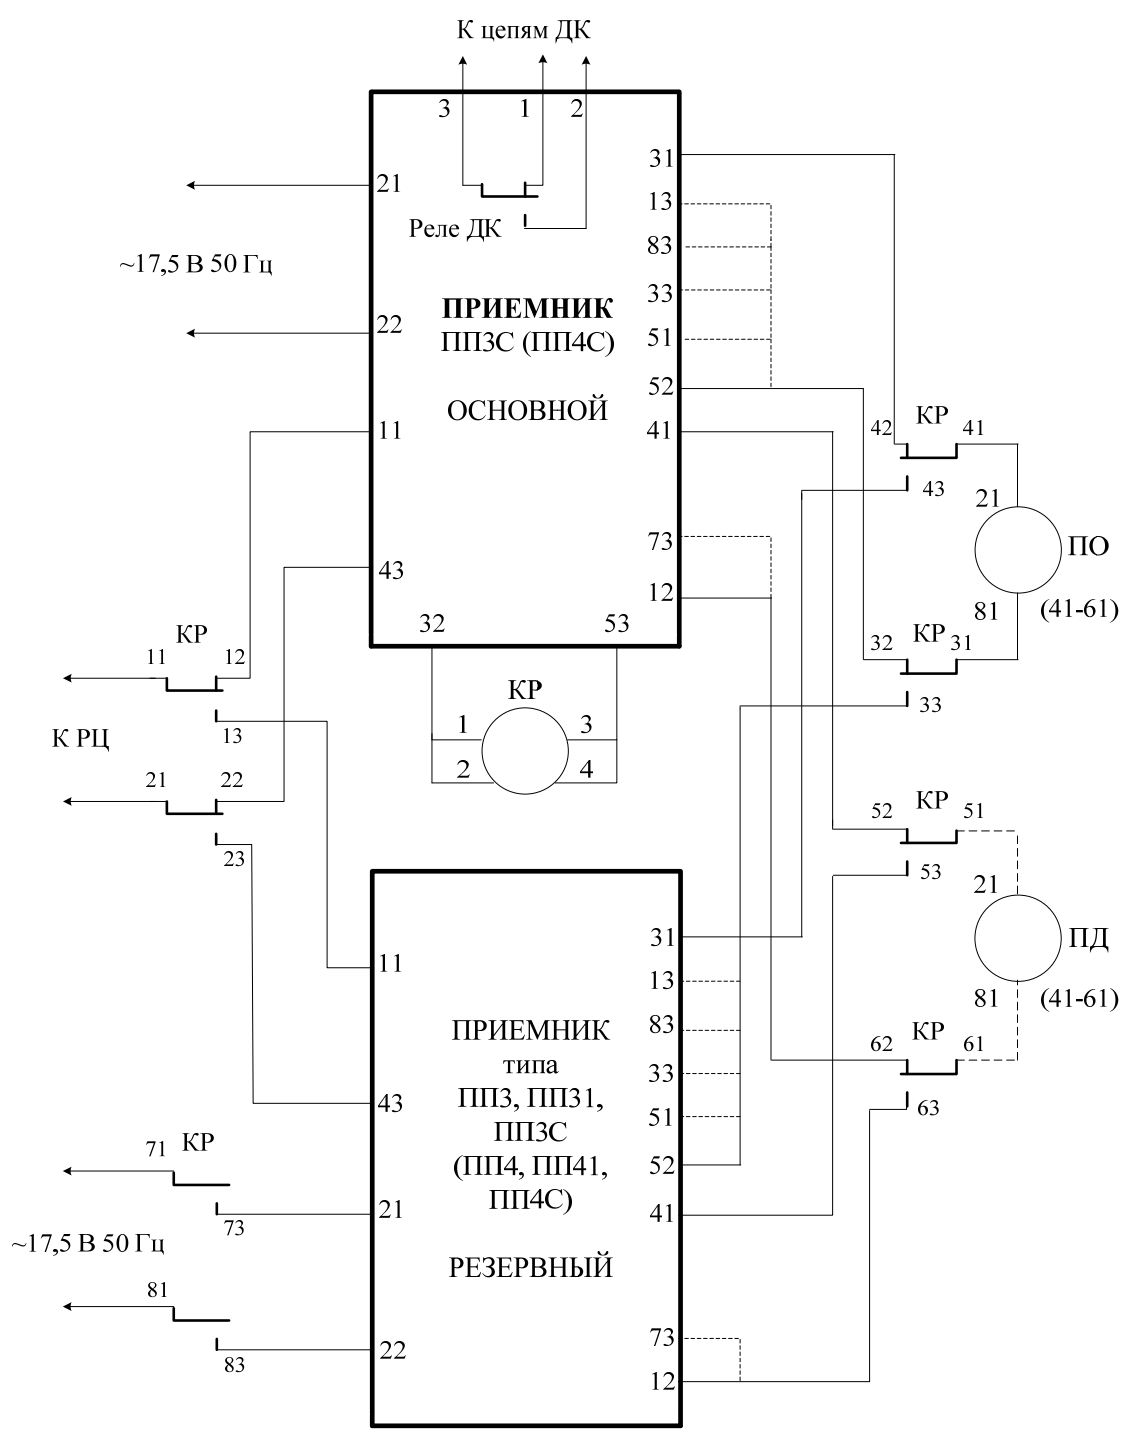 К цепям ДК
3 1 2
31
21
13
Реле ДК
83
~17,5 В 50 Гц
33
ПРИЕМНИК
22
51
ПП3С (ПП4С)
52
ОСНОВНОЙ
11
41
42 КР 41
43
21
73
ПО
43
12
81 (41-61)
32 53
КР
11 12
32 КР 31
КР
33
1 3
13
К РЦ
2 4
21 22
52 КР 51
23
53
21
31
ПД
11
13
81 (41-61)
83
ПРИЕМНИК
типа
62 КР 61
33
ПП3, ПП31,
43
63
51
ПП3С
71 КР
52
(ПП4, ПП41,
ПП4С)
21
41
73
~17,5 В 50 Гц
РЕЗЕРВНЫЙ
81
73
22
83
12